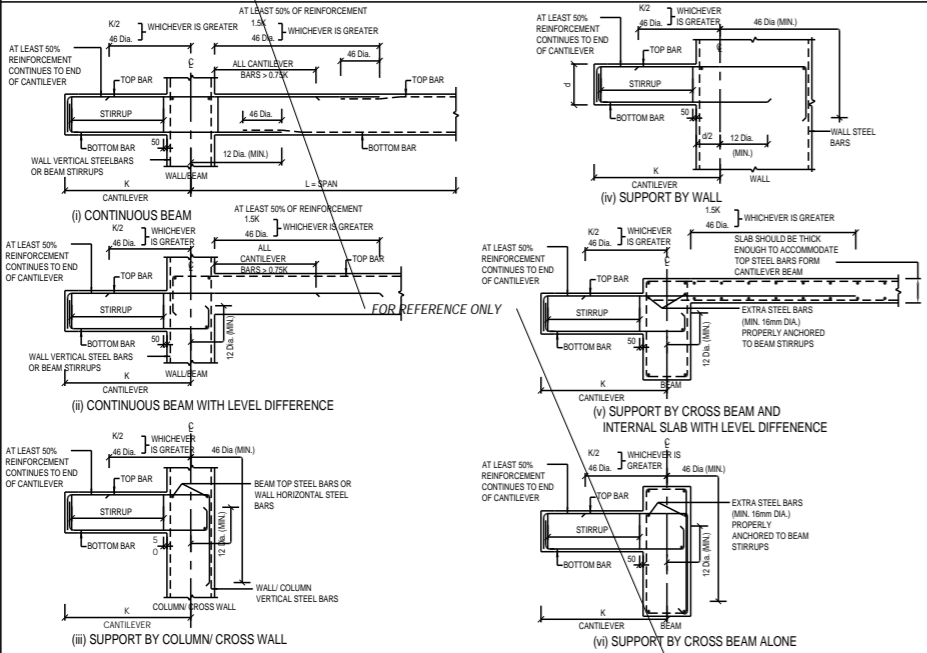 AT LEAST 50% OF REINFORCEMENT
K/2
46 Dia.
WHICHEVER IS GREATER
1.5K
46 Dia.
WHICHEVER IS GREATER
46 Dia.
AT LEAST 50%
REINFORCEMENT
CONTINUES TO END
OF CANTILEVER
TOP BAR
ALL CANTILEVER
BARS > 0.75K
TOP BAR
STIRRUP
46 Dia.
BOTTOM BAR
50
12 Dia. (MIN.)
BOTTOM BAR
WALL VERTICAL STEELBARS
OR BEAM STIRRUPS
WALL/BEAM
K
CANTILEVER
L = SPAN
(i) CONTINUOUS BEAM
AT LEAST 50% OF REINFORCEMENT
K/2
46 Dia.
WHICHEVER
IS GREATER
1.5K
46 Dia.
WHICHEVER IS GREATER
AT LEAST 50%
REINFORCEMENT
CONTINUES TO END
OF CANTILEVER
TOP BAR
ALL
CANTILEVER
BARS > 0.75K
TOP BAR
STIRRUP
BOTTOM BAR
50
12 Dia. (MIN.)
WALL VERTICAL STEEL BARS
OR BEAM STIRRUPS
WALL/BEAM
K
CANTILEVER
(ii) CONTINUOUS BEAM WITH LEVEL DIFFERENCE
K/2
46 Dia.
WHICHEVER
IS GREATER
46 Dia (MIN.)
AT LEAST 50%
REINFORCEMENT
CONTINUES TO END
OF CANTILEVER
TOP BAR
BEAM TOP STEEL BARS OR
WALL HORIZONTAL STEEL
BARS
STIRRUP
BOTTOM BAR
5
0
12 Dia. (MIN.)
WALL/ COLUMN
VERTICAL STEEL BARS
COLUMN/ CROSS WALL
K
CANTILEVER
(iii) SUPPORT BY COLUMN/ CROSS WALL
FOR REFERENCE ONLY
K/2
46 Dia.
WHICHEVER
IS GREATER
46 Dia (MIN.)
AT LEAST 50%
REINFORCEMENT
CONTINUES TO END
OF CANTILEVER
TOP BAR
d
STIRRUP
BOTTOM BAR
50
d/2
12 Dia.
(MIN.)
WALL STEEL
BARS
K
CANTILEVER
WALL
(iv) SUPPORT BY WALL
K/2
46 Dia.
WHICHEVER
IS GREATER
1.5K
46 Dia.
WHICHEVER IS GREATER
SLAB SHOULD BE THICK
ENOUGH TO ACCOMMODATE
TOP STEEL BARS FORM
CANTILEVER BEAM
AT LEAST 50%
REINFORCEMENT
CONTINUES TO END
OF CANTILEVER
TOP BAR
STIRRUP
BOTTOM BAR
50
12 Dia. (MIN.)
EXTRA STEEL BARS
(MIN. 16mm DIA.)
PROPERLY ANCHORED
TO BEAM STIRRUPS
K
CANTILEVER
BEAM
(v) SUPPORT BY CROSS BEAM AND
INTERNAL SLAB WITH LEVEL DIFFENENCE
K/2
46 Dia.
WHICHEVER IS
GREATER
46 Dia (MIN.)
AT LEAST 50%
REINFORCEMENT
CONTINUES TO END
OF CANTILEVER
TOP BAR
STIRRUP
BOTTOM BAR
50
12 Dia. (MIN.)
EXTRA STEEL BARS
(MIN. 16mm DIA.)
PROPERLY
ANCHORED TO BEAM
STIRRUPS
K
CANTILEVER
BEAM
(vi) SUPPORT BY CROSS BEAM ALONE